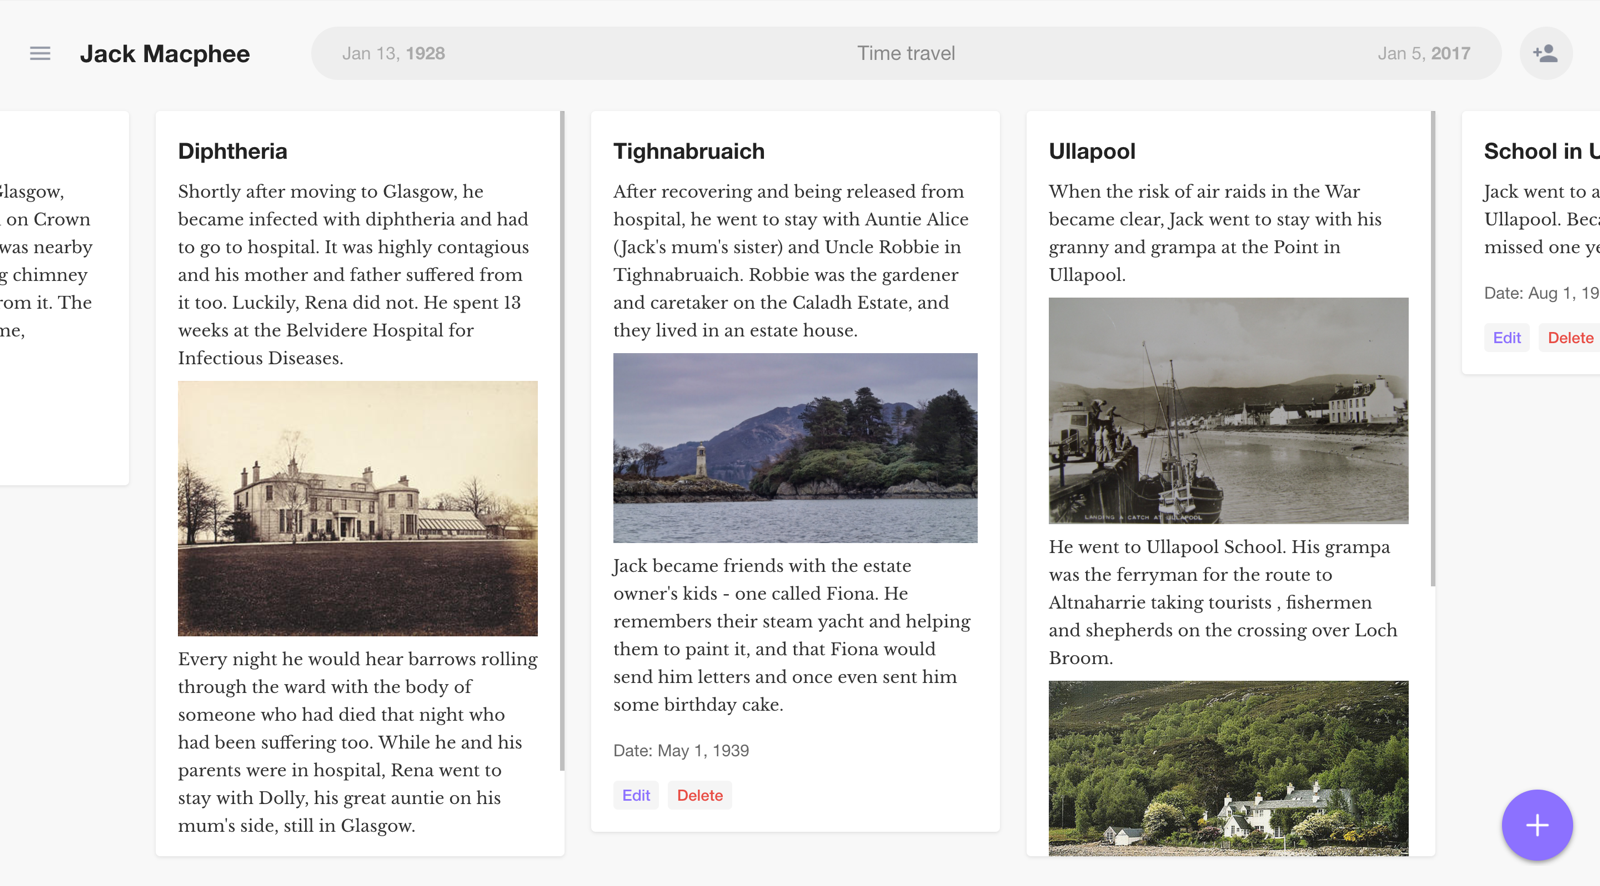 Jack Macphee
Jan 13, 1928
Time travel
Jan 5, 2017
Glasgow,
on Crown
was nearby
g chimney
rom it. The
me,
Diphtheria
Shortly after moving to Glasgow, he
became infected with diphtheria and had
to go to hospital. It was highly contagious
and his mother and father suffered from
it too. Luckily, Rena did not. He spent 13
weeks at the Belvidere Hospital for
Infectious Diseases.
Every night he would hear barrows rolling
through the ward with the body of
someone who had died that night who
had been suffering too. While he and his
parents were in hospital, Rena went to
stay with Dolly, his great auntie on his
mum's side, still in Glasgow.
Tighnabruaich
After recovering and being released from
hospital, he went to stay with Auntie Alice
(Jack's mum's sister) and Uncle Robbie in
Tighnabruaich. Robbie was the gardener
and caretaker on the Caladh Estate, and
they lived in an estate house.
Jack became friends with the estate
owner's kids - one called Fiona. He
remembers their steam yacht and helping
them to paint it, and that Fiona would
send him letters and once even sent him
some birthday cake.
Date: May 1, 1939
Edit
Delete
Ullapool
When the risk of air raids in the War
became clear, Jack went to stay with his
granny and grampa at the Point in
Ullapool.
LANDING A CATCH AT ULLAPOOL
He went to Ullapool School. His grampa
was the ferryman for the route to
Altnaharrie taking tourists , fishermen
and shepherds on the crossing over Loch
Broom.
School in U
Jack went to a
Ullapool. Beca
missed one ye
Date: Aug 1, 19
Edit
Delete